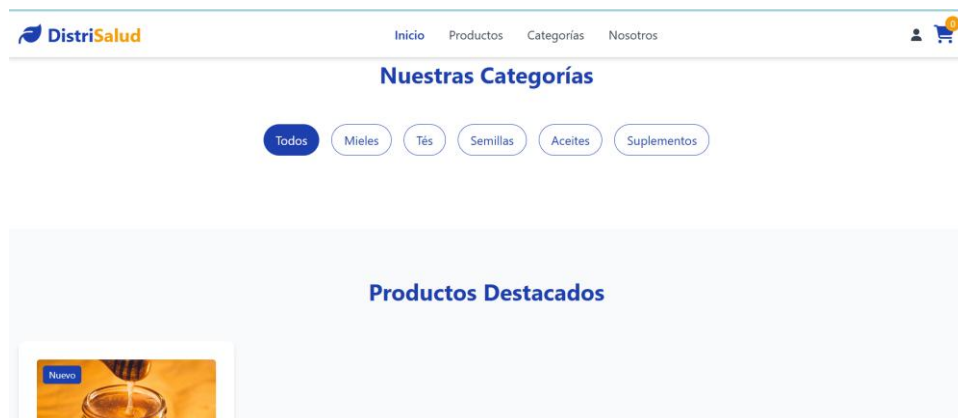 DistriSalud Inicio Productos Categorías Nosotros 0
Nuestras Categorías
Todos Mieles Tés Semillas Aceites Suplementos
Productos Destacados
Nuevo